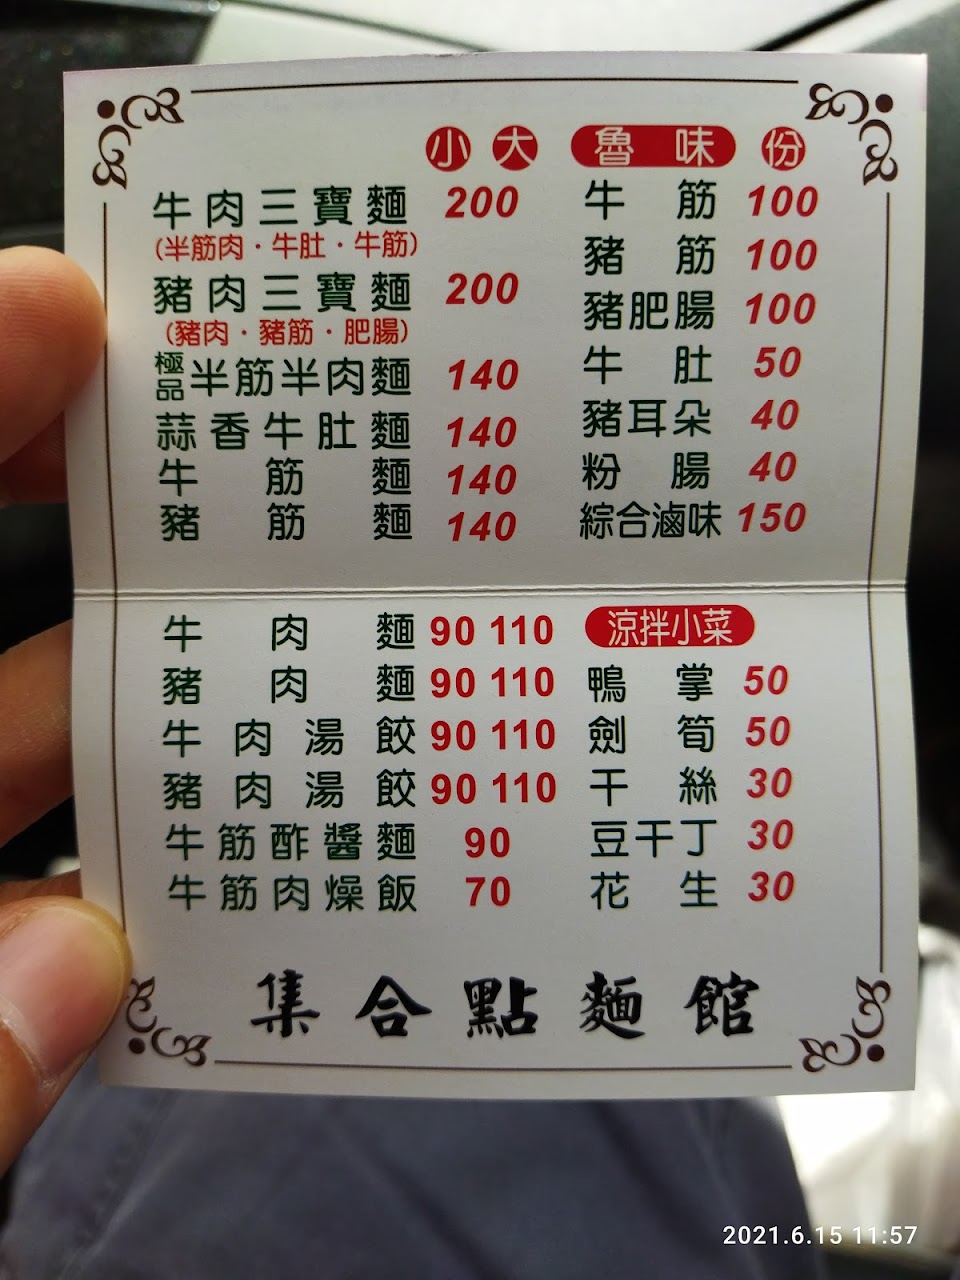 小 大
牛肉三寶麵 200
(半筋肉・牛肚・牛筋)
豬肉三寶麵 200
(豬肉・豬筋・肥腸)
極品半筋半肉麵 140
蒜香牛肚麵 140
牛筋麵 140
豬筋麵 140
牛肉麵 90 110
豬肉麵 90 110
牛肉湯餃 90 110
豬肉湯餃 90 110
牛筋酢醬麵 90
牛筋肉燥飯 70
魯味 份
牛筋 100
豬筋 100
豬肥腸 100
牛肚 50
豬耳朵 40
粉腸 40
綜合滷味 150
涼拌小菜
鴨掌 50
劍筍 50
干絲 30
豆干丁 30
花生 30
集合點麵館
2021.6.15 11:57